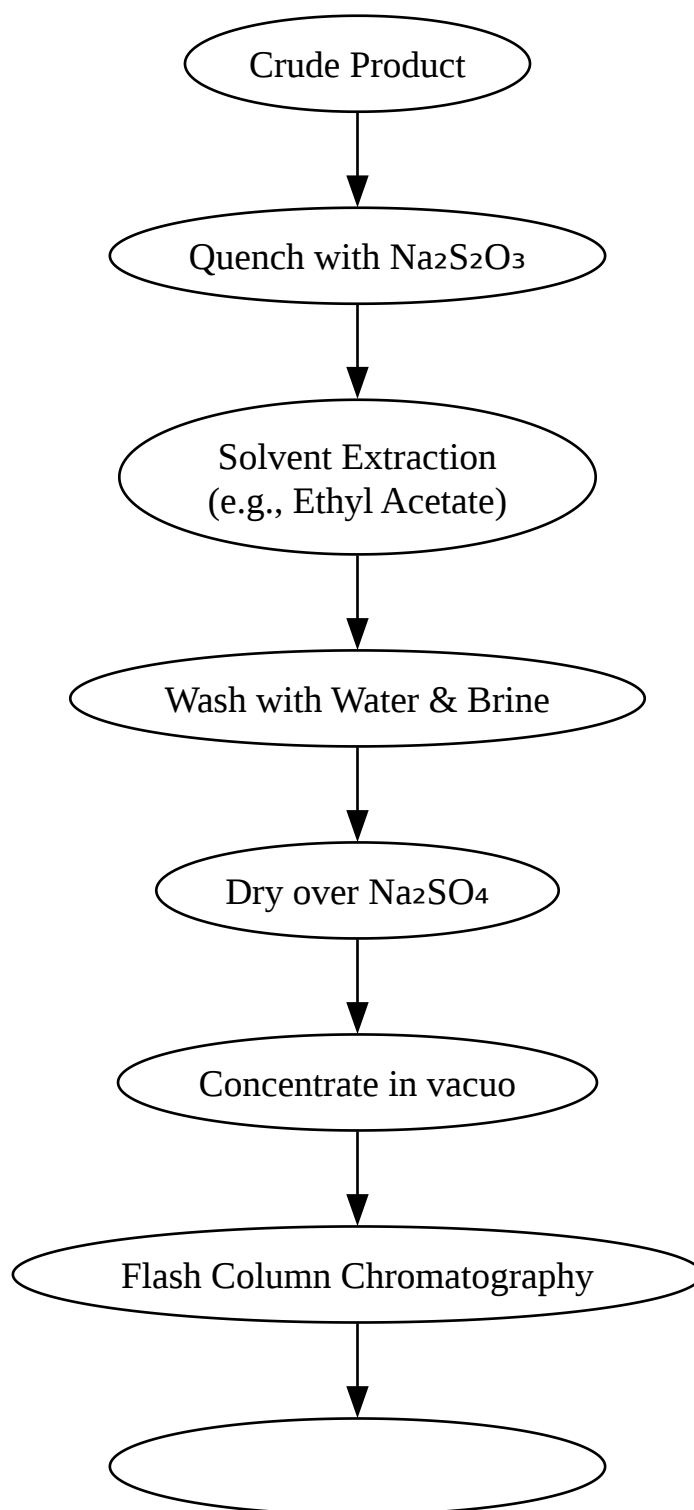 Crude Product
Quench with Na₂S₂O₃
Solvent Extraction
(e.g., Ethyl Acetate)
Wash with Water & Brine
Dry over Na₂SO₄
Concentrate in vacuo
Flash Column Chromatography